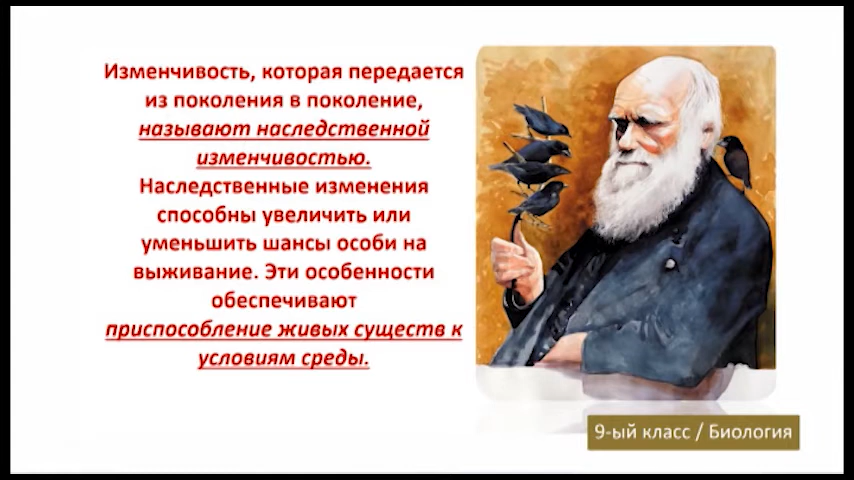 Изменчивость, которая передается
из поколения в поколение,
называют наследственной
изменчивостью.
Наследственные изменения
способны увеличить или
уменьшить шансы особи на
выживание. Эти особенности
обеспечивают
приспособление живых существ к
условиям среды.
9-ый класс / Биология